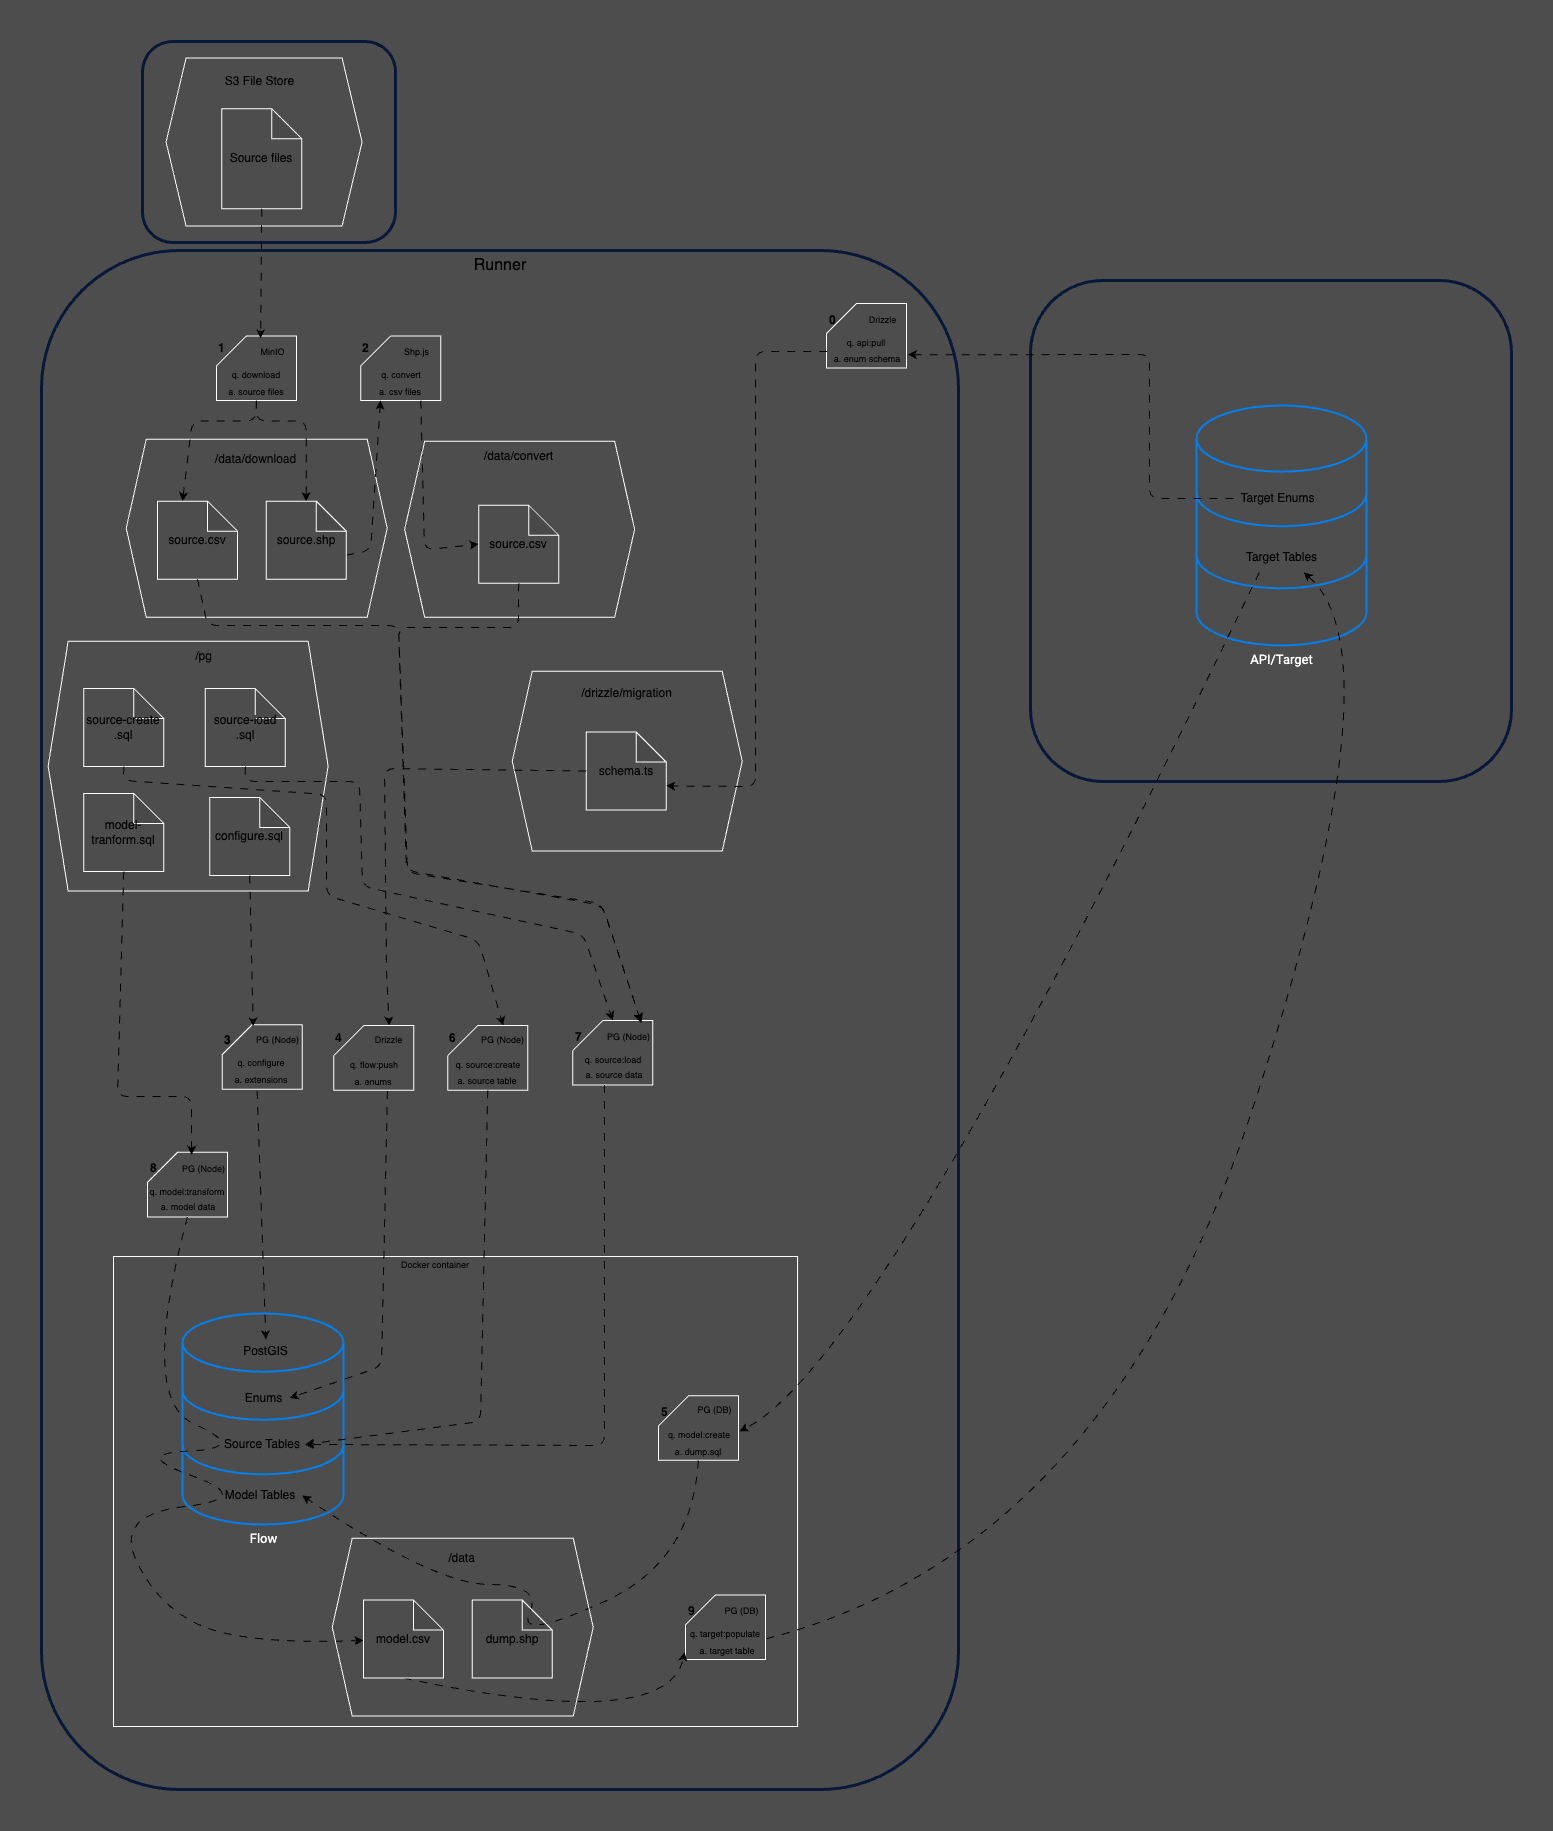 S3 File Store
Source files
Runner
0
Drizzle
q. api:pull
a. enum schema
1
MinIO
q. download
a. source files
2
Shp.js
q. convert
a. csv files
/data/download
source.csv
source.shp
/data/convert
source.csv
Target Enums
Target Tables
API/Target
/pg
source-create
.sql
source-load
.sql
model-
tranform.sql
configure.sql
/drizzle/migration
schema.ts
3
PG (Node)
q. configure
a. extensions
4
Drizzle
q. flow:push
a. enums
6
PG (Node)
q. source:create
a. source table
7
PG (Node)
q. source:load
a. source data
8
PG (Node)
q. model:transform
a. model data
Docker container
PostGIS
Enums
Source Tables
Model Tables
Flow
5
PG (DB)
q. model:create
a. dump.sql
/data
model.csv
dump.shp
9
PG (DB)
q. target:populate
a. target table